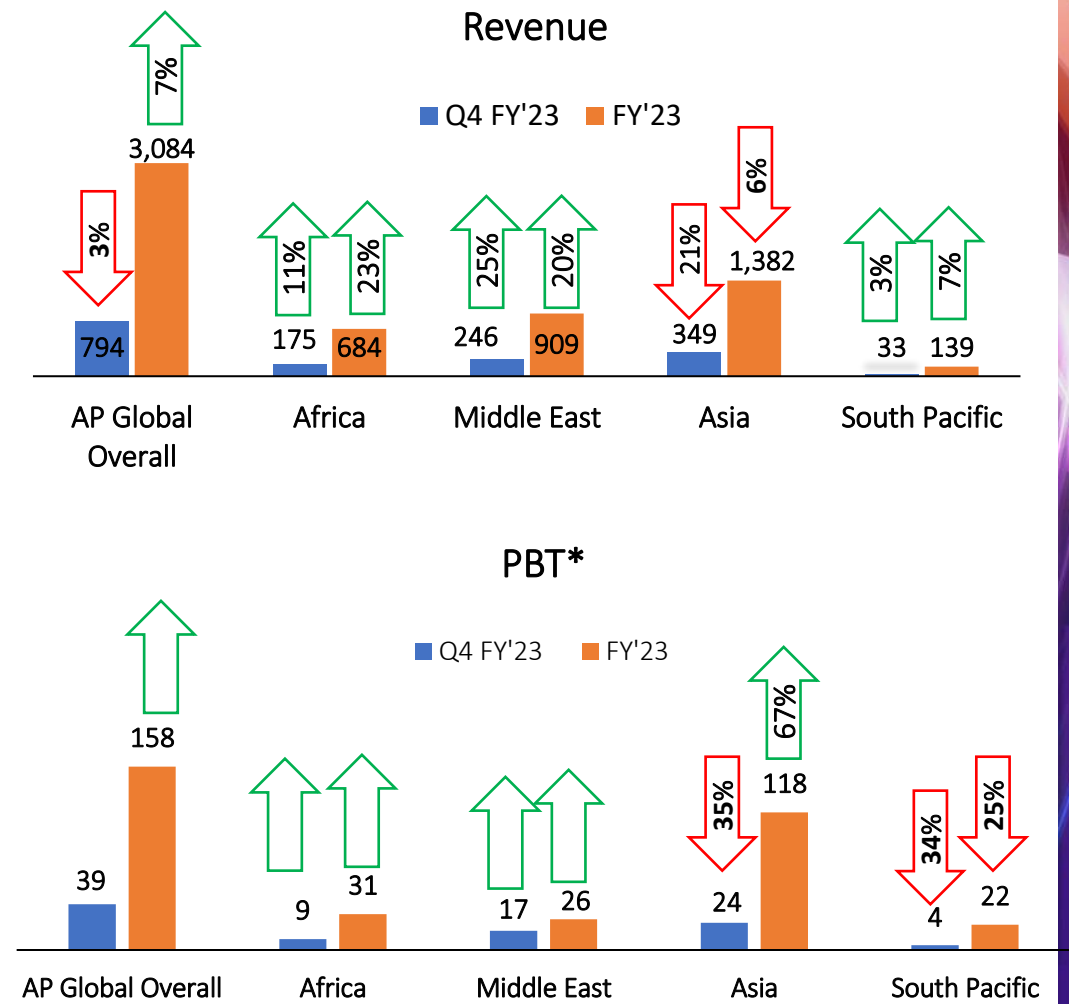 Revenue
Q4 FY'23 FY'23
7%
3,084
3%
794
11%
23%
175
684
25%
20%
246
909
21%
6%
349
1,382
3%
7%
33
139
AP Global Overall
Africa
Middle East
Asia
South Pacific
PBT*
Q4 FY'23 FY'23
158
39
9
31
17
26
35%
67%
24
118
34%
25%
4
22
AP Global Overall
Africa
Middle East
Asia
South Pacific